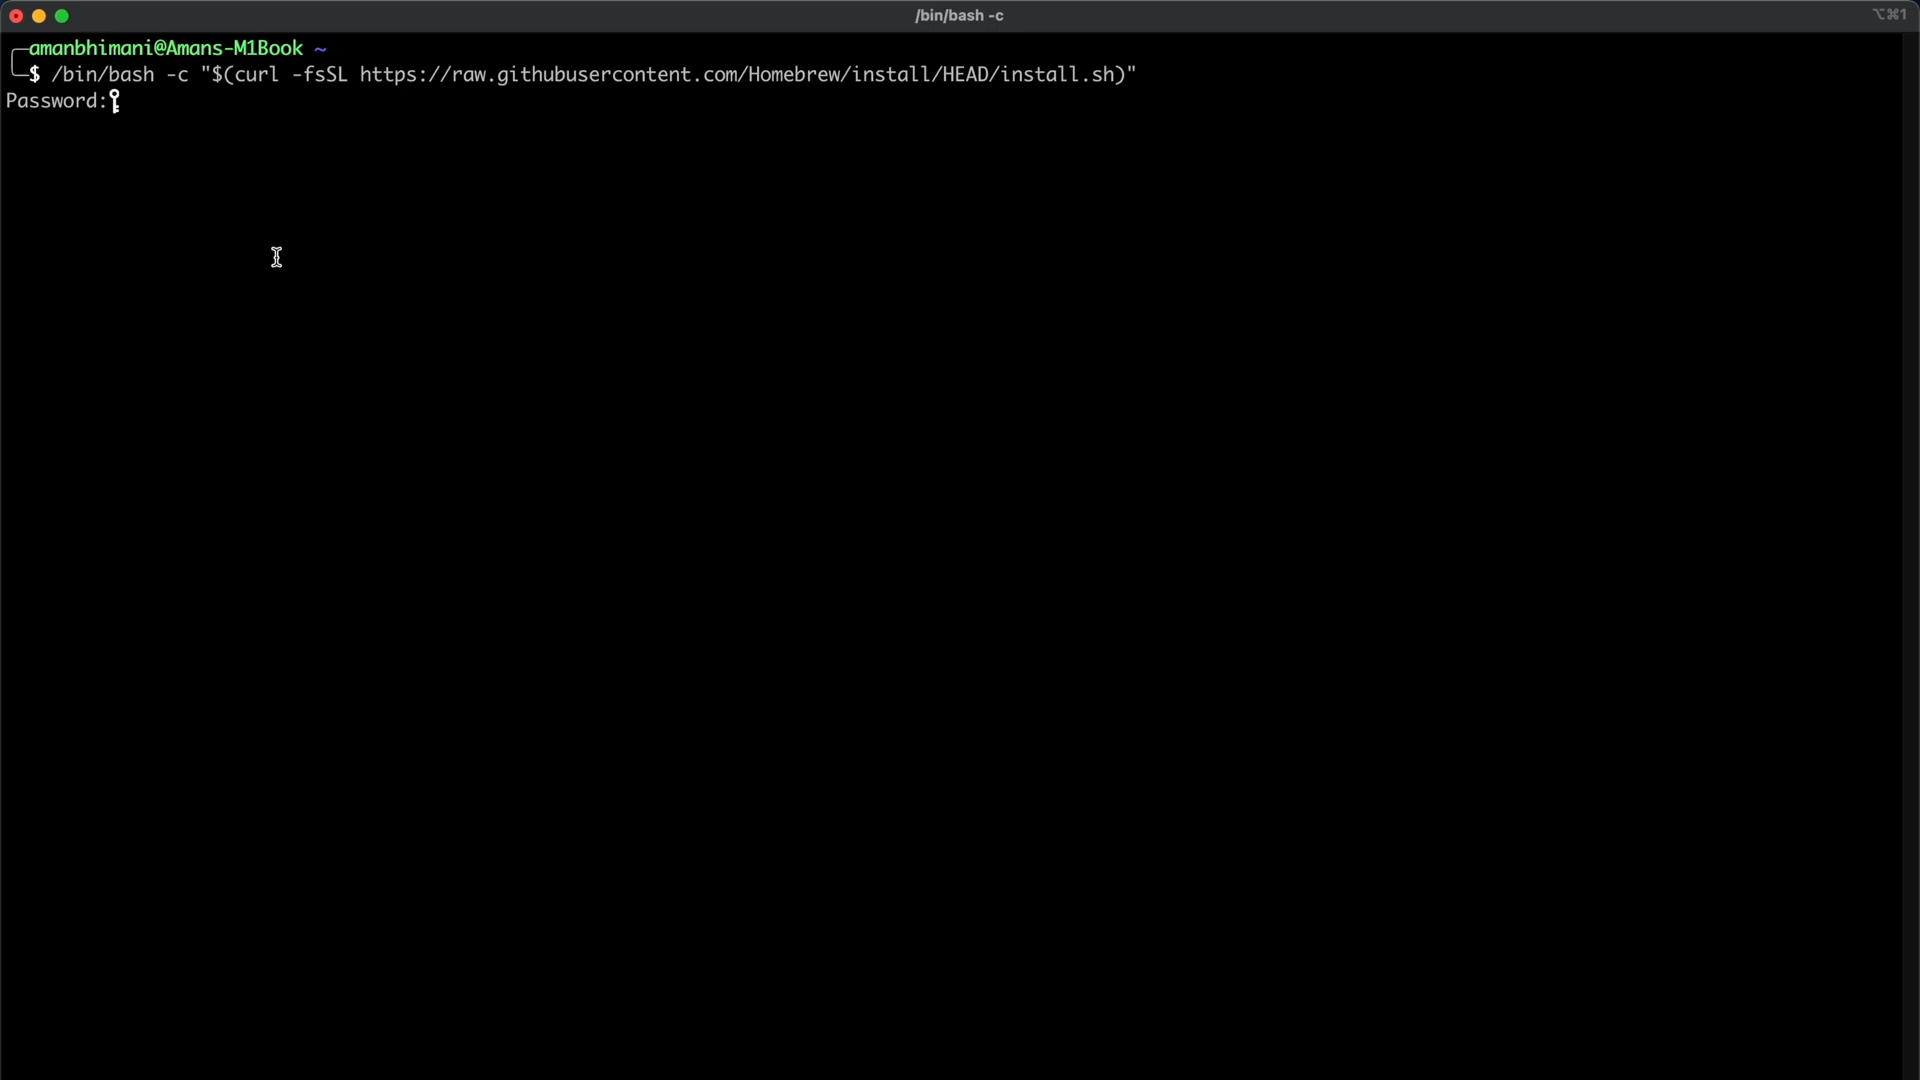 /bin/bash -c
⌥⌘1
amanbhimani@Amans-M1Book ~
$ /bin/bash -c "$(curl -fsSL https://raw.githubusercontent.com/Homebrew/install/HEAD/install.sh)"
Password: